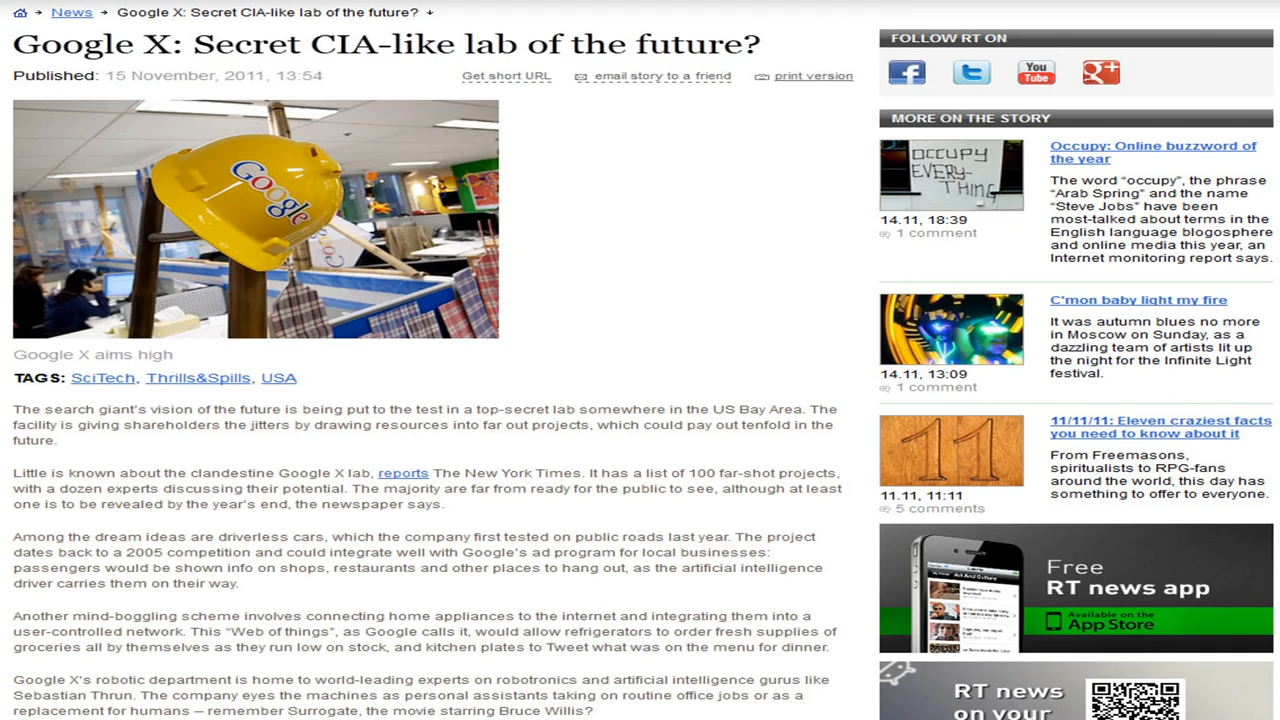 News → Google X: Secret CIA-like lab of the future?
Google X: Secret CIA-like lab of the future?
Published: 15 November, 2011, 13:54
Get short URL
email story to a friend
print version
Google
Google X aims high
TAGS: SciTech, Thrills&Spills, USA
The search giant's vision of the future is being put to the test in a top-secret lab somewhere in the US Bay Area. The
facility is giving shareholders the jitters by drawing resources into far out projects, which could pay out tenfold in the
future.
Little is known about the clandestine Google X lab, reports The New York Times. It has a list of 100 far-shot projects,
with a dozen experts discussing their potential. The majority are far from ready for the public to see, although at least
one is to be revealed by the year's end, the newspaper says.
Among the dream ideas are driverless cars, which the company first tested on public roads last year. The project
dates back to a 2005 competition and could integrate well with Google's ad program for local businesses:
passengers would be shown info on shops, restaurants and other places to hang out, as the artificial intelligence
driver carries them on their way.
Another mind-boggling scheme involves connecting home appliances to the internet and integrating them into a
user-controlled network. This “Web of things”, as Google calls it, would allow refrigerators to order fresh supplies of
groceries all by themselves as they run low on stock, and kitchen plates to Tweet what was on the menu for dinner.
Google X's robotic department is home to world-leading experts on robotronics and artificial intelligence gurus like
Sebastian Thrun. The company eyes the machines as personal assistants taking on routine office jobs or as a
replacement for humans – remember Surrogate, the movie starring Bruce Willis?
FOLLOW RT ON
You
Tube
MORE ON THE STORY
OCCUPY
EVERY-
THING
14.11, 18:39
1 comment
Occupy: Online buzzword of
the year
The word “occupy”, the phrase
“Arab Spring” and the name
“Steve Jobs” have been
most-talked about terms in the
English language blogosphere
and online media this year, an
Internet monitoring report says.
14.11, 13:09
1 comment
C'mon baby light my fire
It was autumn blues no more
in Moscow on Sunday, as a
dazzling team of artists lit up
the night for the Infinite Light
festival.
11
11.11, 11:11
5 comments
11/11/11: Eleven craziest facts
you need to know about it
From Freemasons,
spiritualists to RPG-fans
around the world, this day has
something to offer to everyone.
Art And Culture
Free
RT news app
Available on the
App Store
RT news
on your